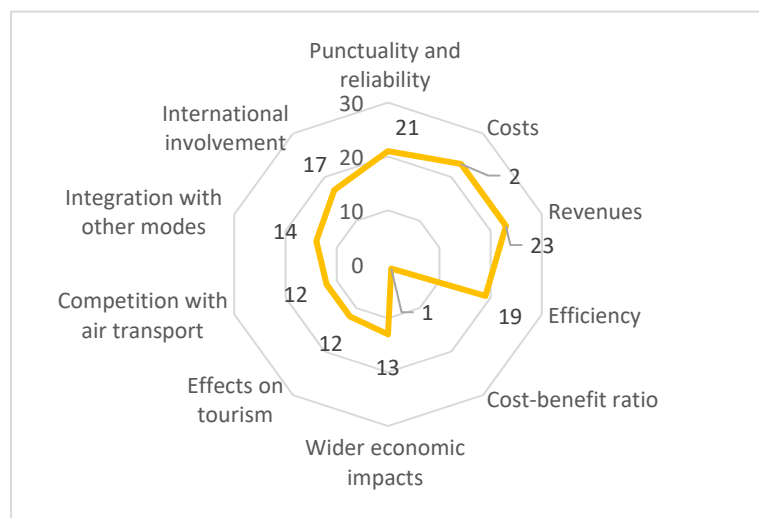 Punctuality and
reliability
30
21
International
involvement
Costs
17
20
2
Integration with
other modes
Revenues
14
10
23
0
Competition with
air transport
12
1
19
Efficiency
12
13
Effects on
tourism
Cost-benefit ratio
Wider economic
impacts